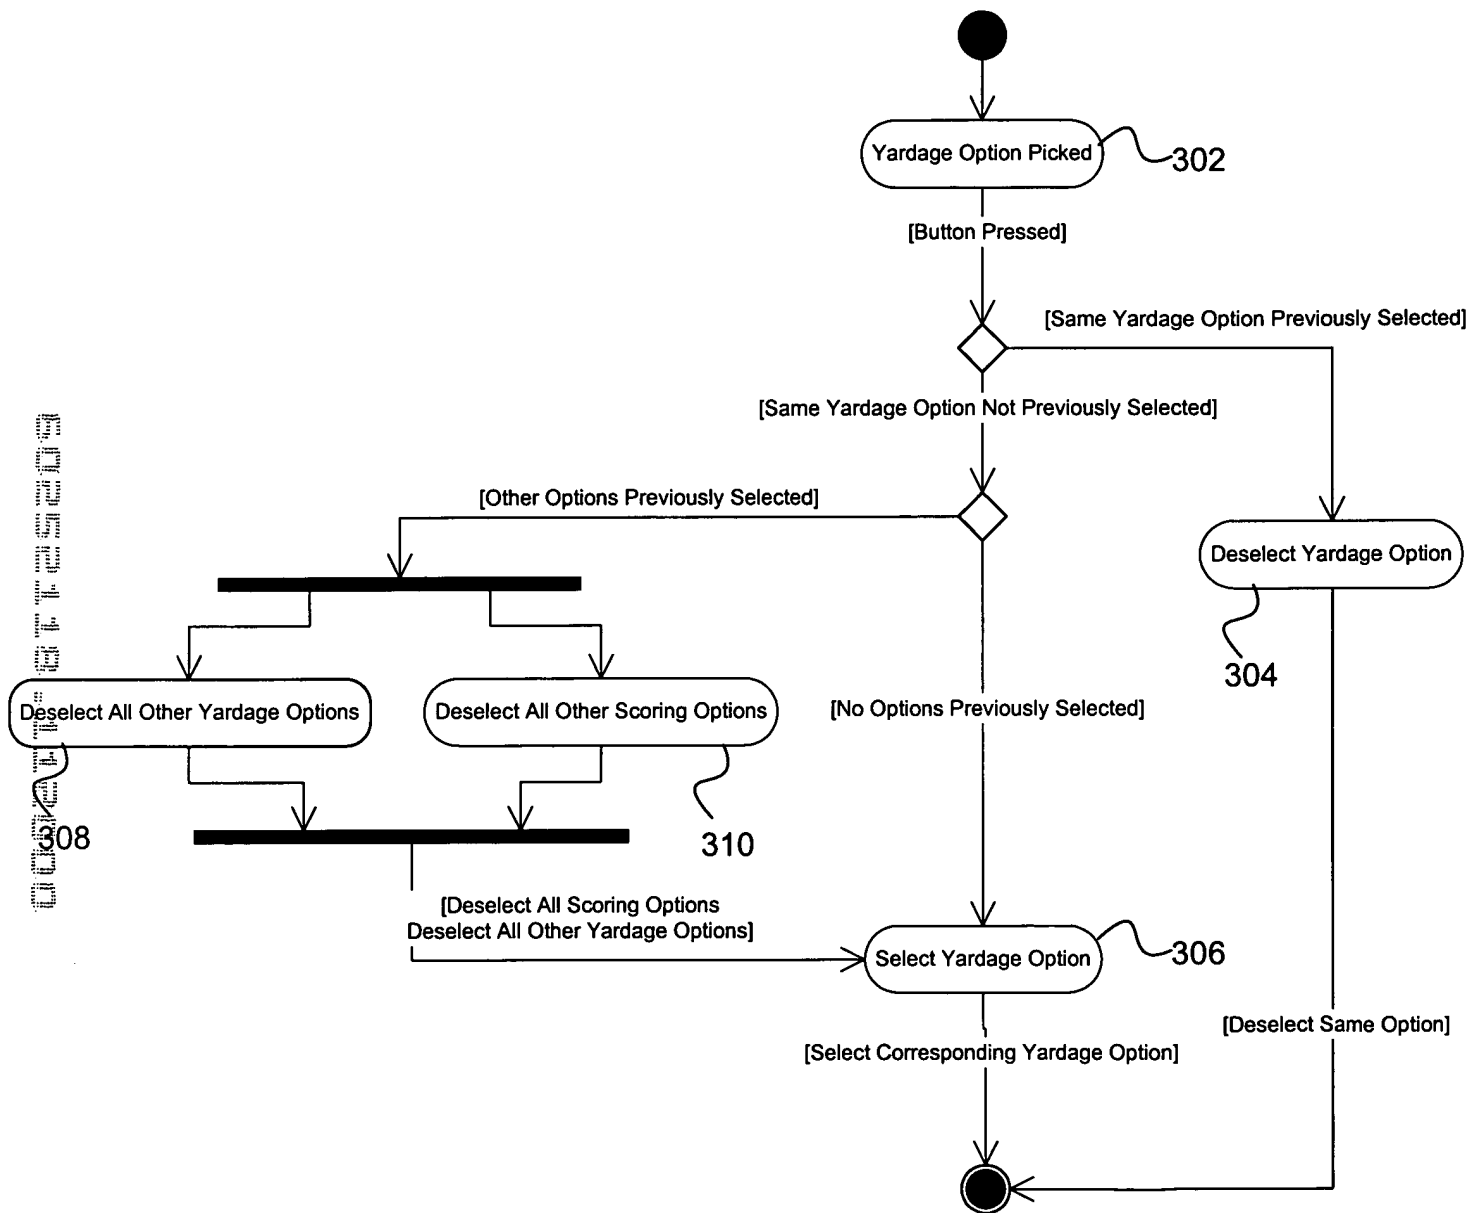 Yardage Option Picked
302
[Button Pressed]
[Same Yardage Option Previously Selected]
[Same Yardage Option Not Previously Selected]
[Other Options Previously Selected]
Deselect Yardage Option
304
Deselect All Other Yardage Options
Deselect All Other Scoring Options
[No Options Previously Selected]
308
310
[Deselect All Scoring Options
Deselect All Other Yardage Options]
Select Yardage Option
306
[Deselect Same Option]
[Select Corresponding Yardage Option]